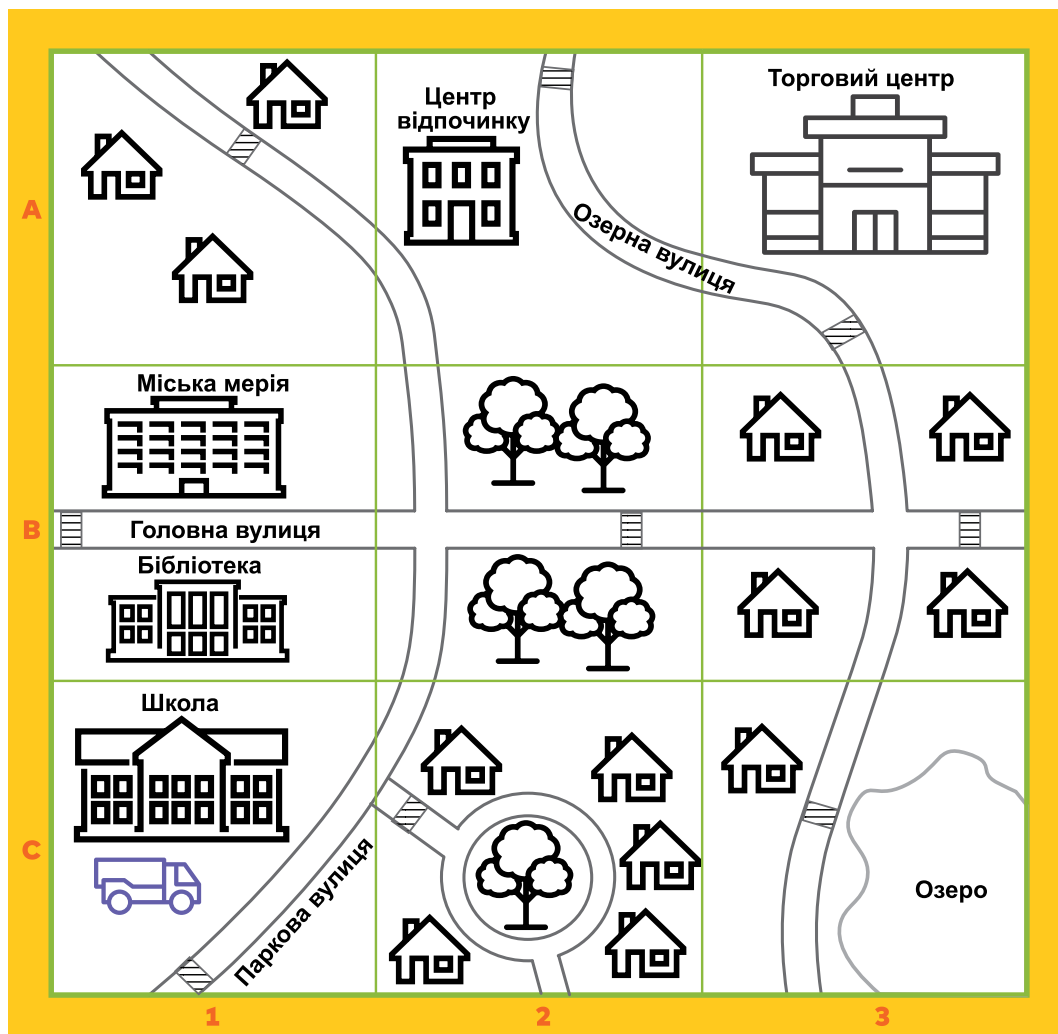 Торговий центр
Центр
відпочинку
A
Озерна вулиця
Міська мерія
B
Головна вулиця
Бібліотека
Школа
C
Паркова вулиця
Озеро
1
2
3